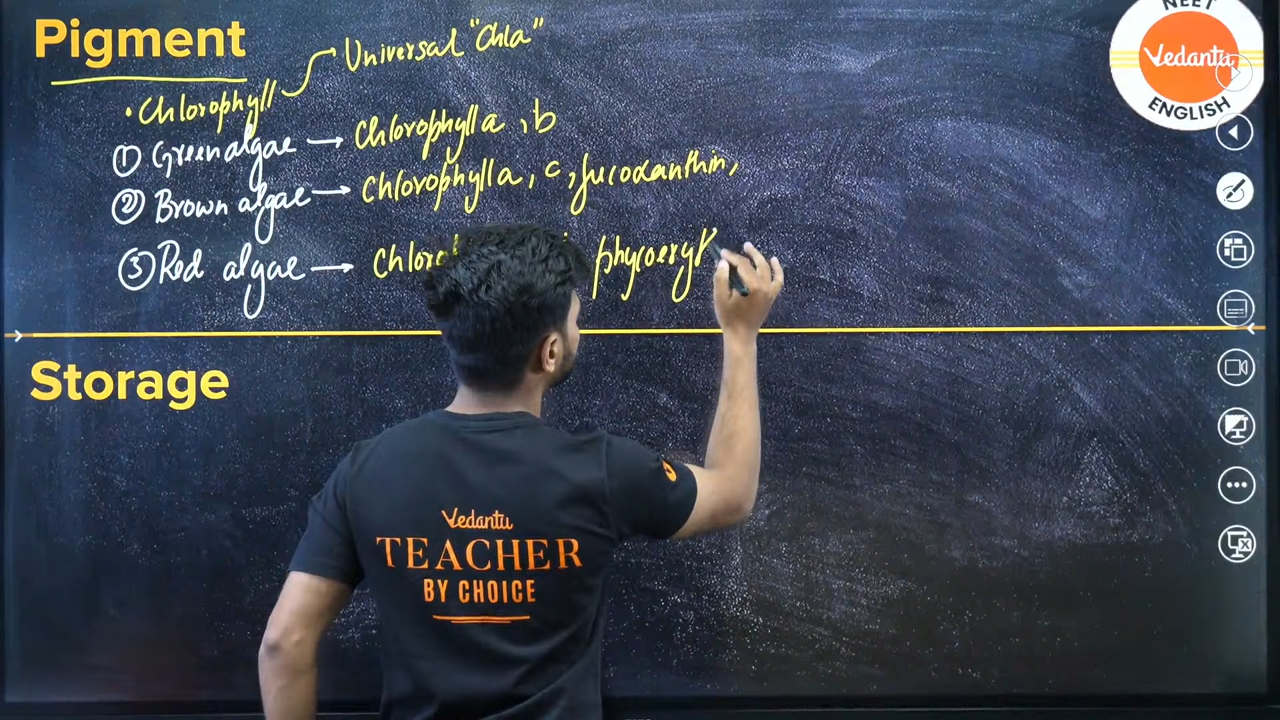 Pigment
Universal "Chla"
• Chlorophyll
① Green algae → Chlorophyll a, b
② Brown algae → Chlorophyll a, c, fucoxanthin,
③ Red algae → phycoeryt
Storage
NEET
Vedantu
ENGLISH
Vedantu
TEACHER
BY CHOICE